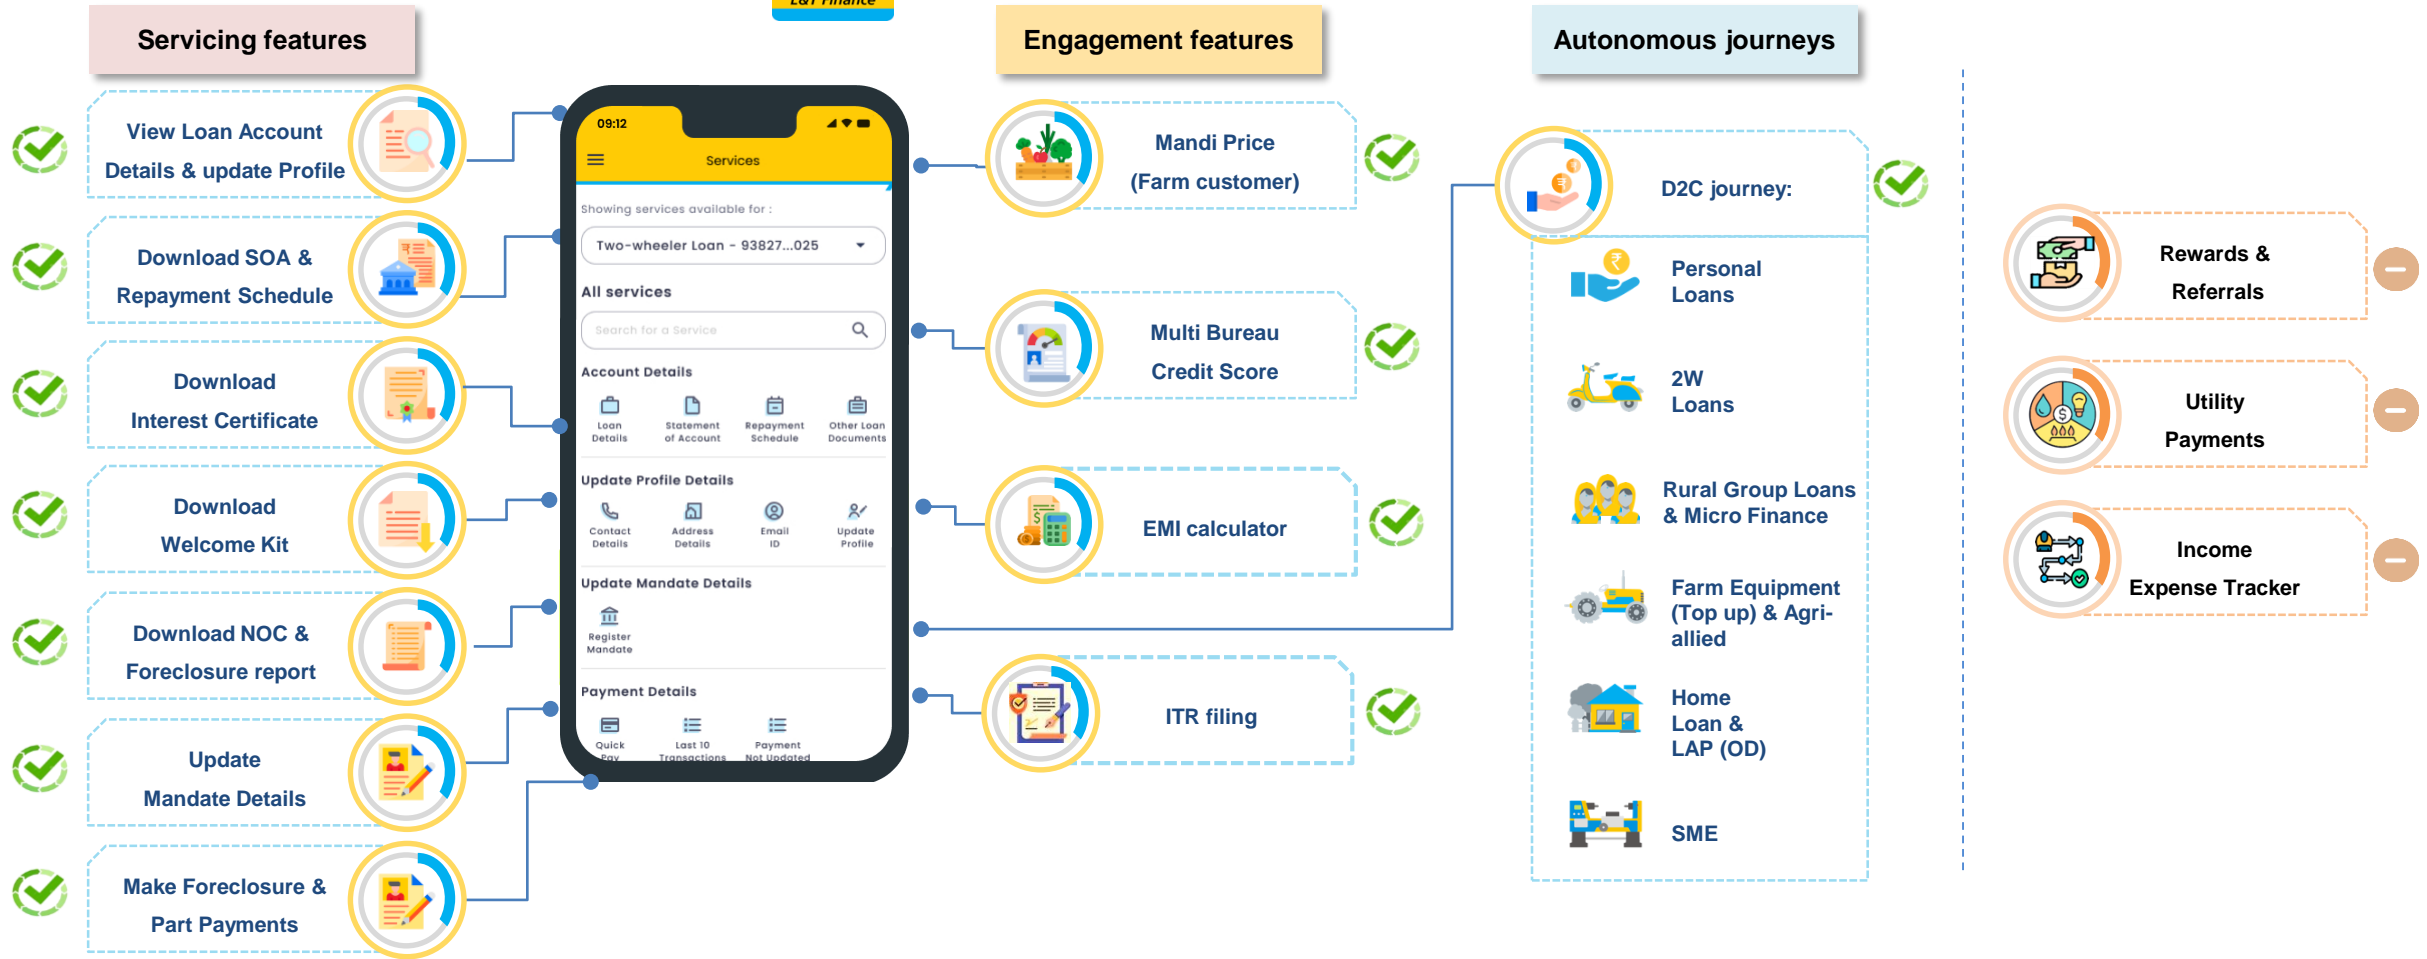 L&T Finance
Servicing features
View Loan Account
Details & update Profile
Download SOA &
Repayment Schedule
Download
Interest Certificate
Download
Welcome Kit
Download NOC &
Foreclosure report
Update
Mandate Details
Make Foreclosure &
Part Payments
09:12
Services
Showing services available for :
Two-wheeler Loan - 93827...025
All services
Search for a Service
Account Details
Loan
Details
Statement
of Account
Repayment
Schedule
Other Loan
Documents
Update Profile Details
Contact
Details
Address
Details
Email
ID
Update
Profile
Update Mandate Details
Register
Mandate
Payment Details
Quick
Pay
Last 10
Transactions
Payment
Not Updated
Engagement features
Mandi Price
(Farm customer)
Multi Bureau
Credit Score
EMI calculator
ITR filing
Autonomous journeys
D2C journey:
Personal
Loans
2W
Loans
Rural Group Loans
& Micro Finance
Farm Equipment
(Top up) & Agri-
allied
Home
Loan &
LAP (OD)
SME
Rewards &
Referrals
Utility
Payments
Income
Expense Tracker